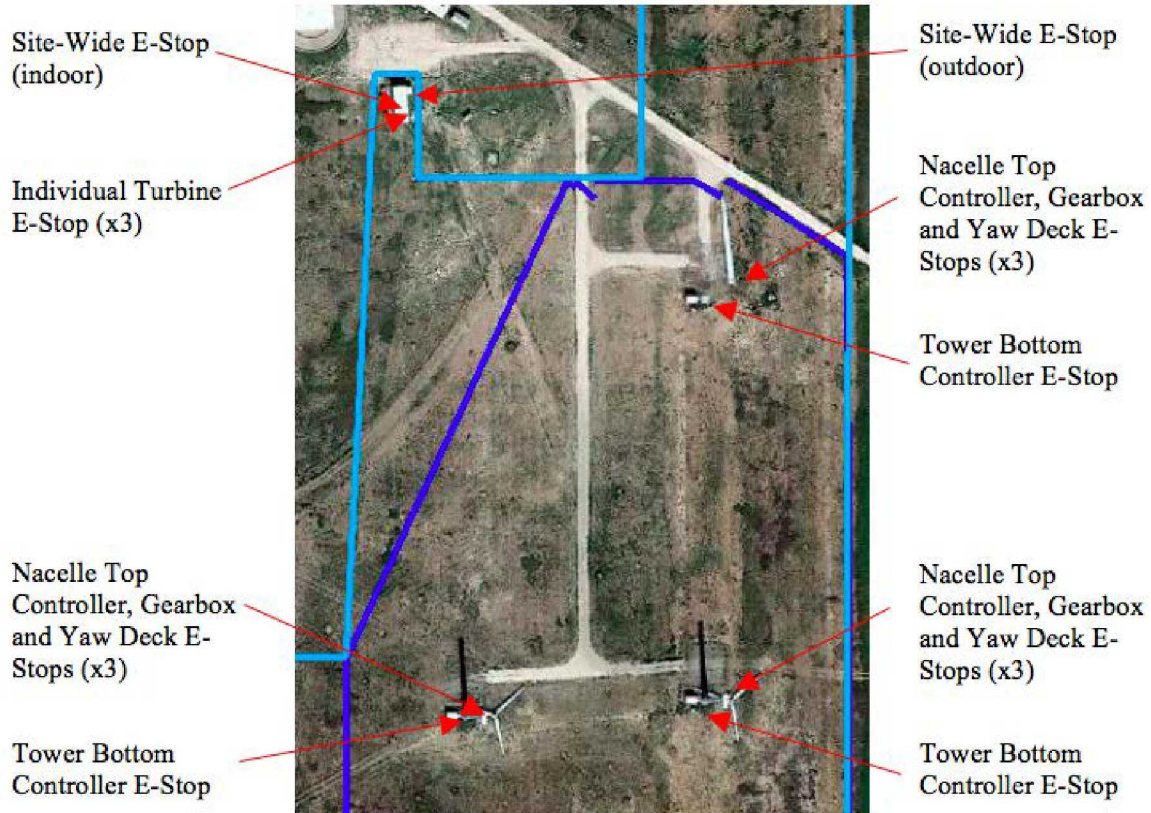 Site-Wide E-Stop
(indoor)
Site-Wide E-Stop
(outdoor)
Individual Turbine
E-Stop (x3)
Nacelle Top
Controller, Gearbox
and Yaw Deck E-
Stops (x3)
Tower Bottom
Controller E-Stop
Nacelle Top
Controller, Gearbox
and Yaw Deck E-
Stops (x3)
Tower Bottom
Controller E-Stop
Nacelle Top
Controller, Gearbox
and Yaw Deck E-
Stops (x3)
Tower Bottom
Controller E-Stop